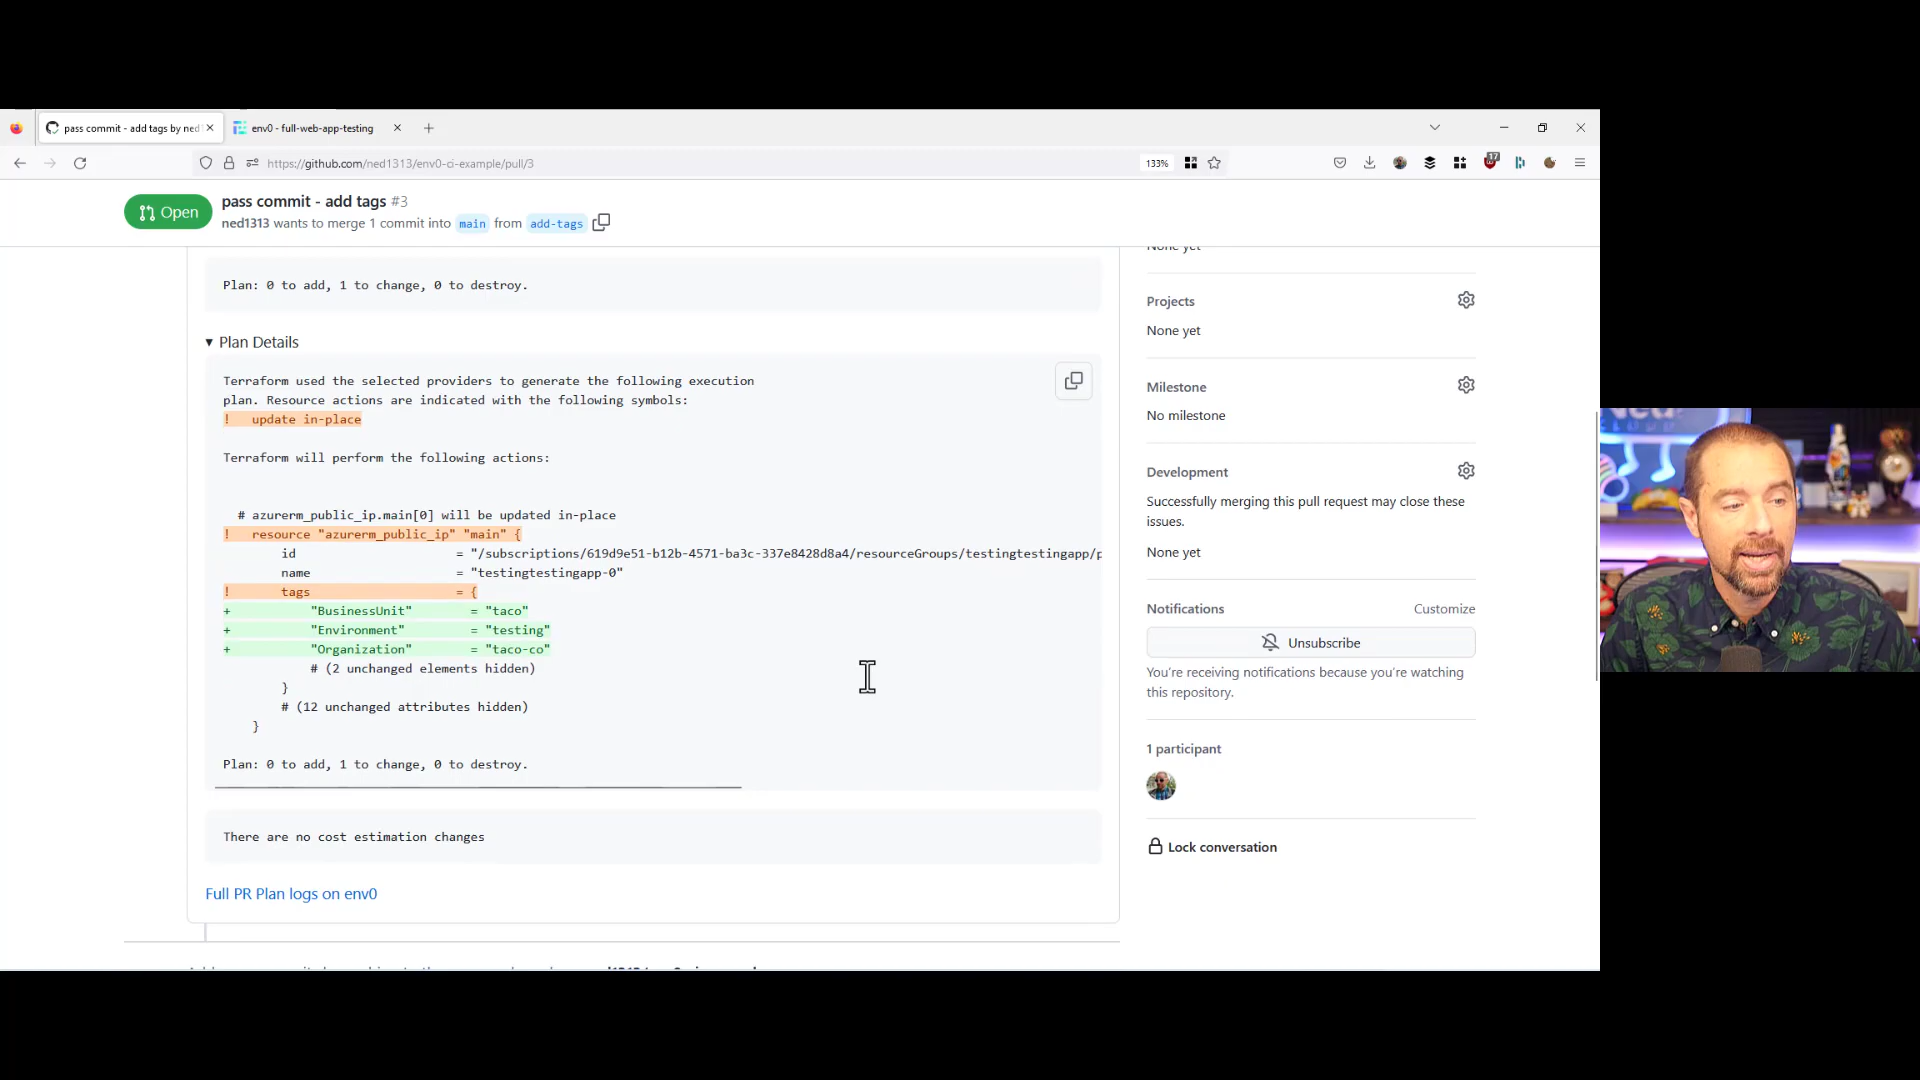 pass commit - add tags by ned
env0 - full-web-app-testing
https://github.com/ned1313/env0-ci-example/pull/3
133%
17
Open
pass commit - add tags #3
ned1313 wants to merge 1 commit into main from add-tags
None yet
Plan: 0 to add, 1 to change, 0 to destroy.
Plan Details
Terraform used the selected providers to generate the following execution
plan. Resource actions are indicated with the following symbols:
! update in-place
Terraform will perform the following actions:
# azurerm_public_ip.main[0] will be updated in-place
! resource "azurerm_public_ip" "main" {
id = "/subscriptions/619d9e51-b12b-4571-ba3c-337e8428d8a4/resourceGroups/testingtestingapp/p
name = "testingtestingapp-0"
! tags = {
+ "BusinessUnit" = "taco"
+ "Environment" = "testing"
+ "Organization" = "taco-co"
# (2 unchanged elements hidden)
}
# (12 unchanged attributes hidden)
}
Plan: 0 to add, 1 to change, 0 to destroy.
There are no cost estimation changes
Full PR Plan logs on env0
Projects
None yet
Milestone
No milestone
Development
Successfully merging this pull request may close these
issues.
None yet
Notifications
Customize
Unsubscribe
You're receiving notifications because you're watching
this repository.
1 participant
Lock conversation